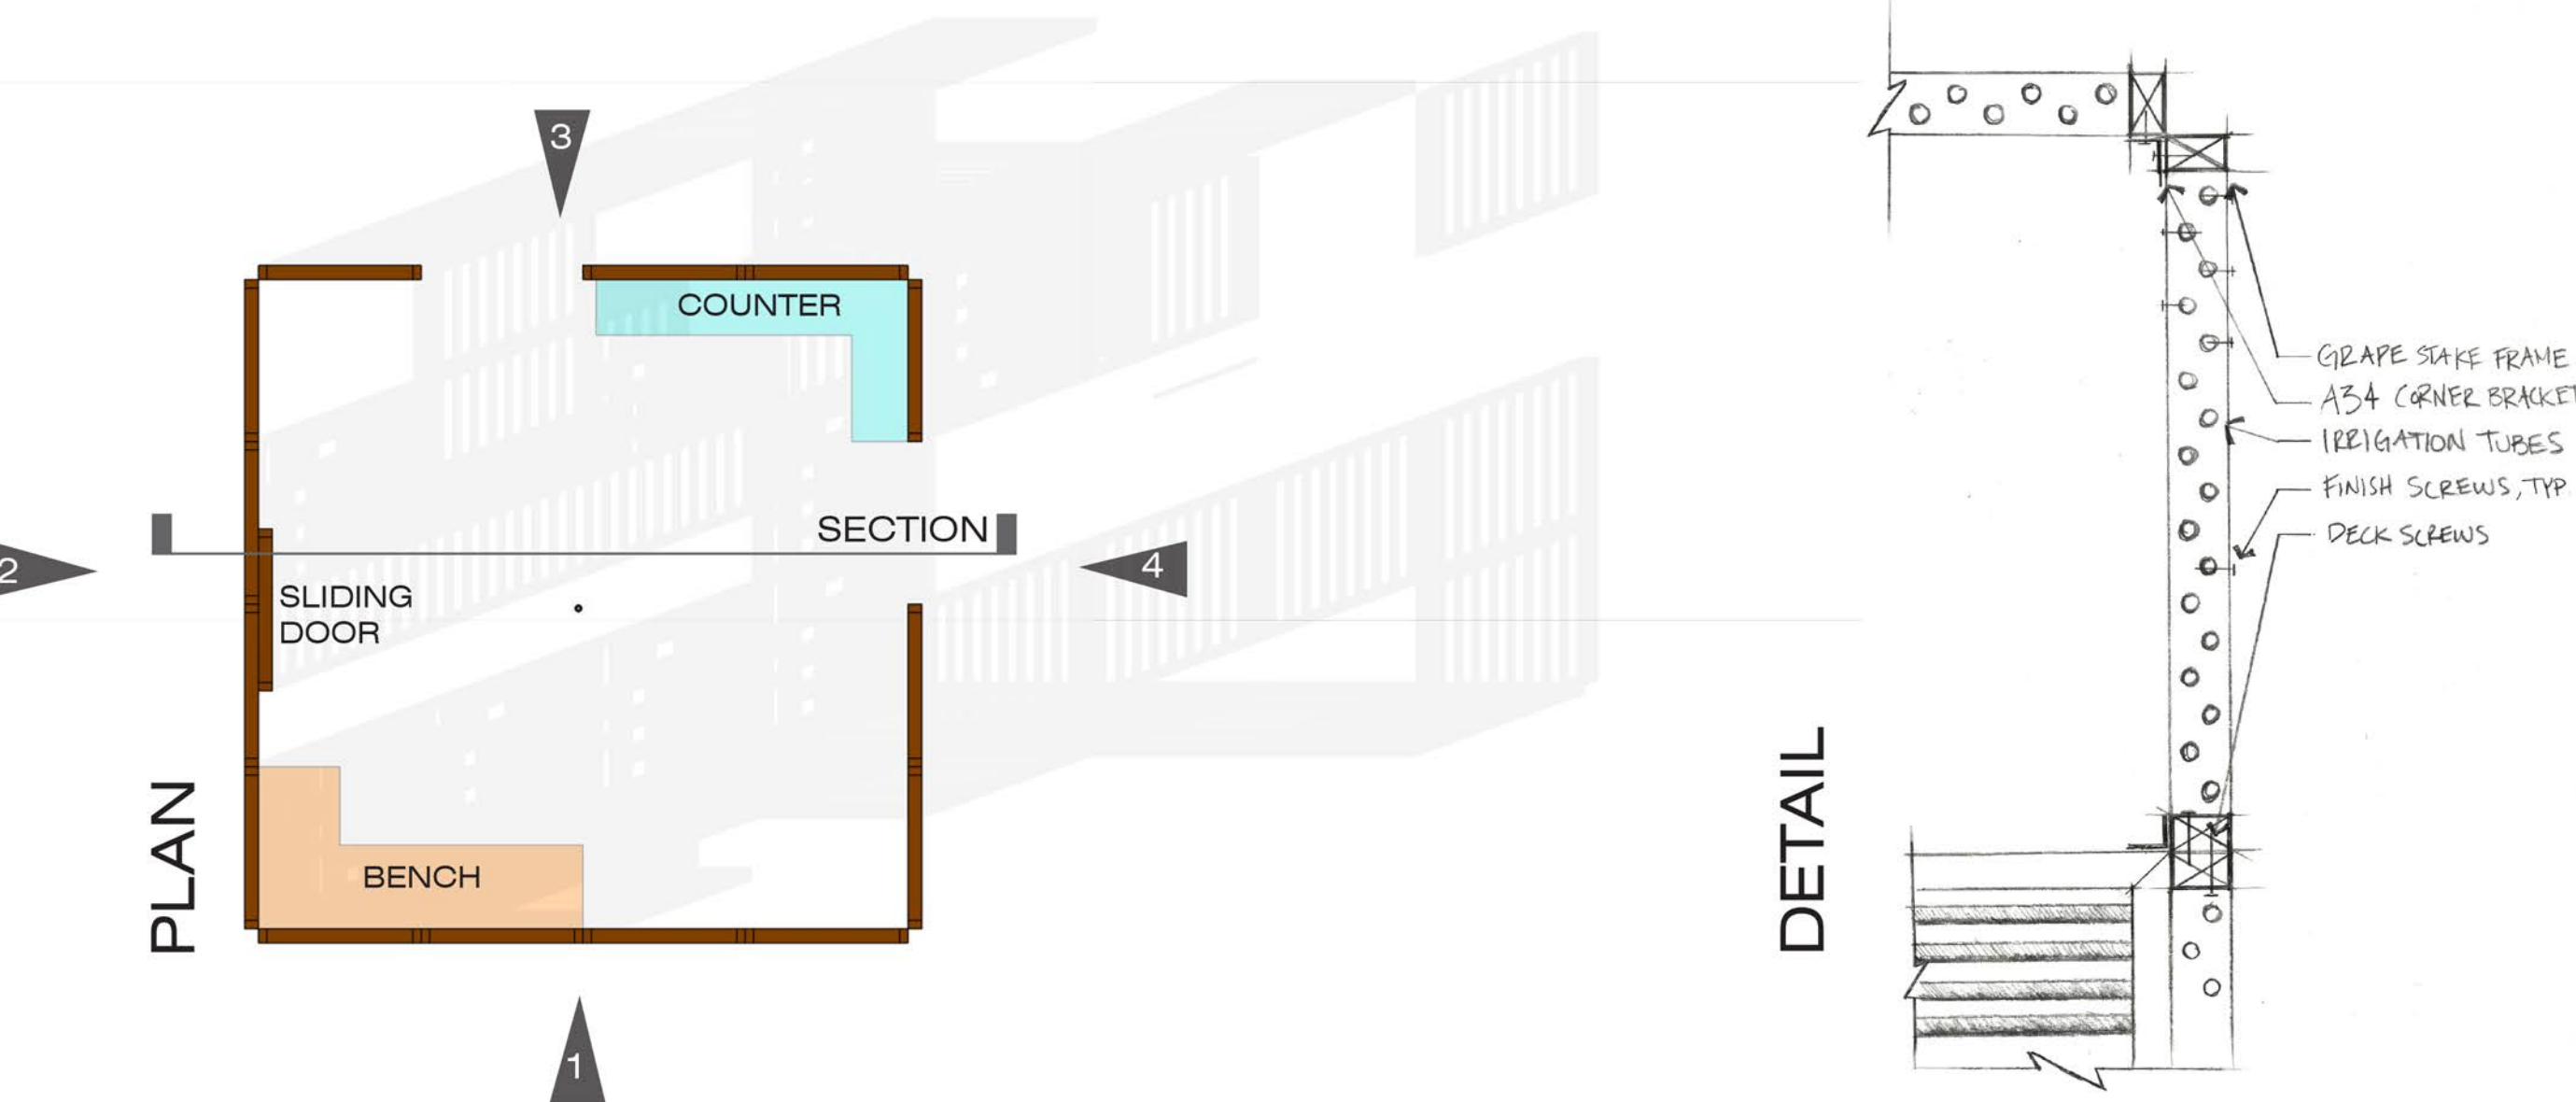 3
COUNTER
SECTION
2
4
SLIDING
DOOR
BENCH
1
PLAN
DETAIL
GRAPE STAKE FRAME
A34 CORNER BRACKET
IRRIGATION TUBES
FINISH SCREWS, TYP.
DECK SCREWS